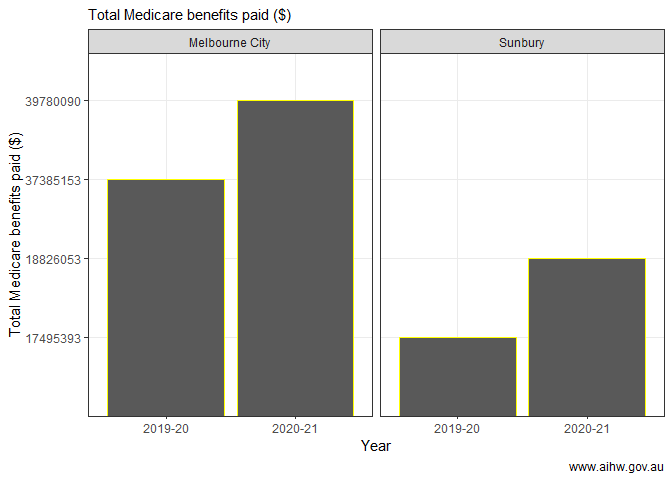 Total Medicare benefits paid ($)
Melbourne City
Sunbury
Total Medicare benefits paid ($)
39780090
37385153
18826053
17495393
2019-20
2020-21
2019-20
2020-21
Year
www.aihw.gov.au